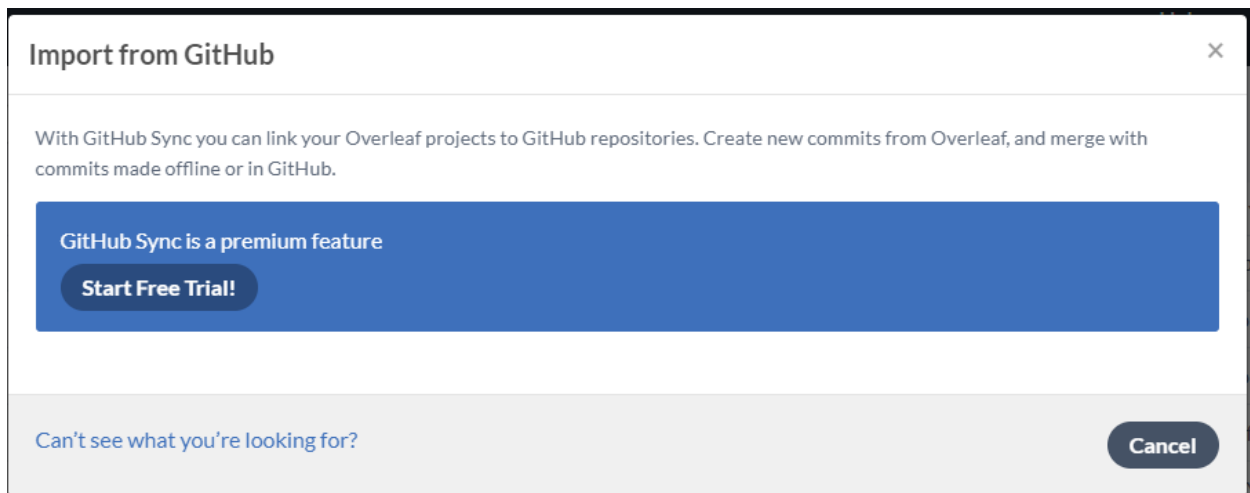 Import from GitHub
×
With GitHub Sync you can link your Overleaf projects to GitHub repositories. Create new commits from Overleaf, and merge with
commits made offline or in GitHub.
GitHub Sync is a premium feature
Start Free Trial!
Can't see what you're looking for?
Cancel